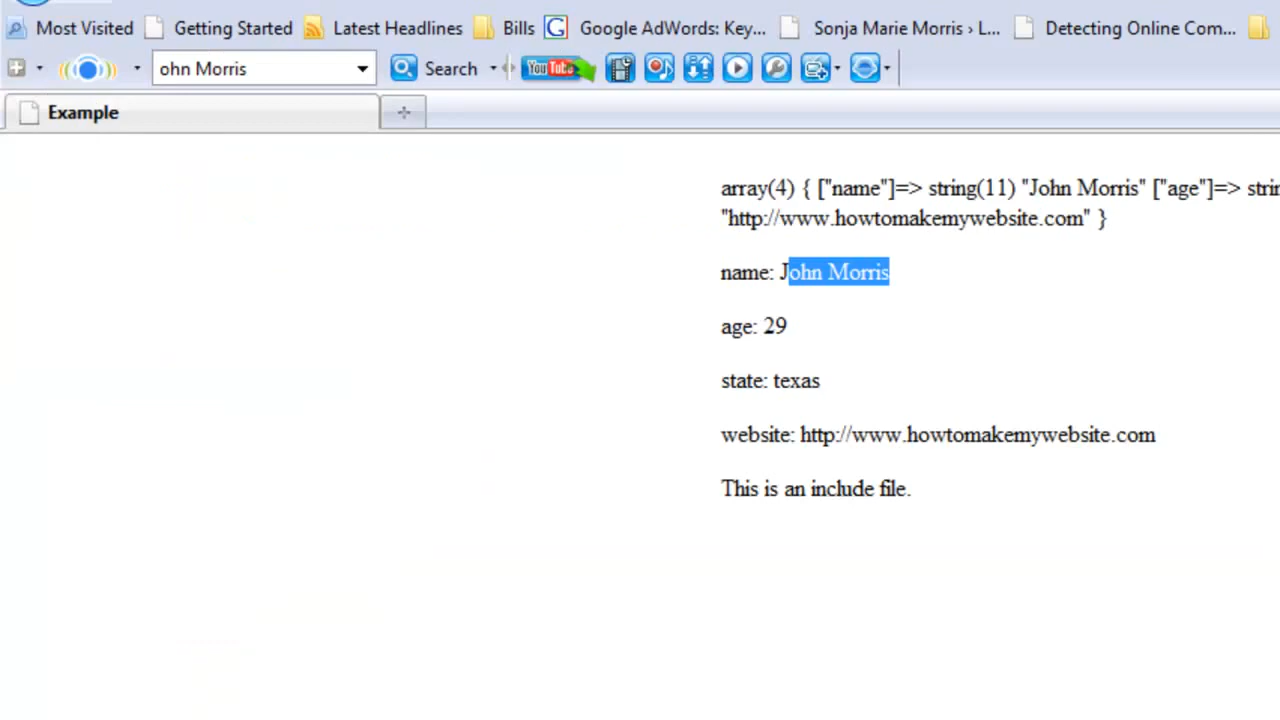 Most Visited Getting Started Latest Headlines Bills Google AdWords: Key... Sonja Marie Morris › L... Detecting Online Com...
ohn Morris Search YouTube
Example
array(4) { ["name"]=> string(11) "John Morris" ["age"]=> strin
"http://www.howtomakemywebsite.com" }
name: John Morris
age: 29
state: texas
website: http://www.howtomakemywebsite.com
This is an include file.